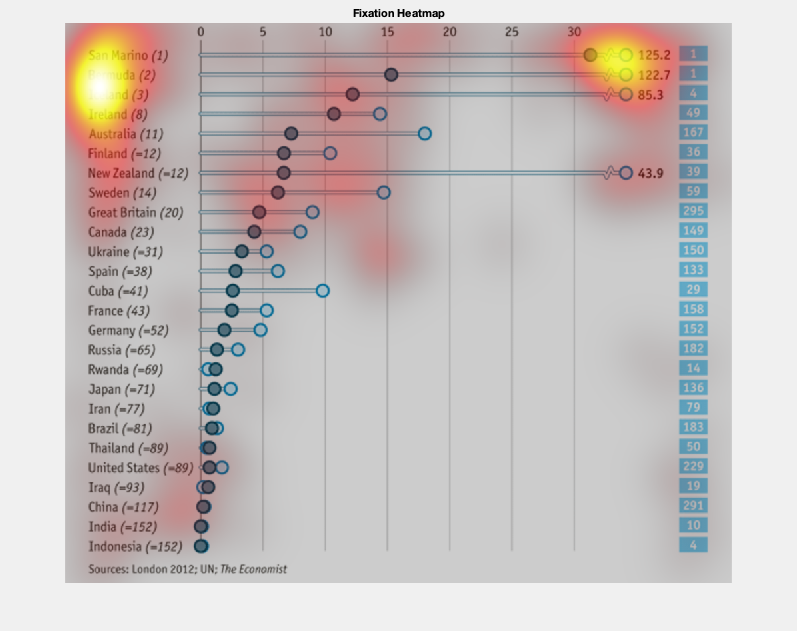 Fixation Heatmap
0 5 10 15 20 25 30
San Marino (1) 125.2 1
(2) 122.7 1
(3) 85.3 4
Ireland (8) 49
Australia (11) 167
Finland (=12) 36
New Zealand (=12) 43.9 39
Sweden (14) 59
Great Britain (20) 295
Canada (23) 149
Ukraine (=31) 150
Spain (=38) 133
Cuba (=41) 29
France (43) 158
Germany (=52) 152
Russia (=65) 182
Rwanda (=69) 14
Japan (=71) 136
Iran (=77) 79
Brazil (=81) 183
Thailand (=89) 50
United States (=89) 229
Iraq (=93) 19
China (=117) 291
India (=152) 10
Indonesia (=152) 4
Sources: London 2012; UN; The Economist